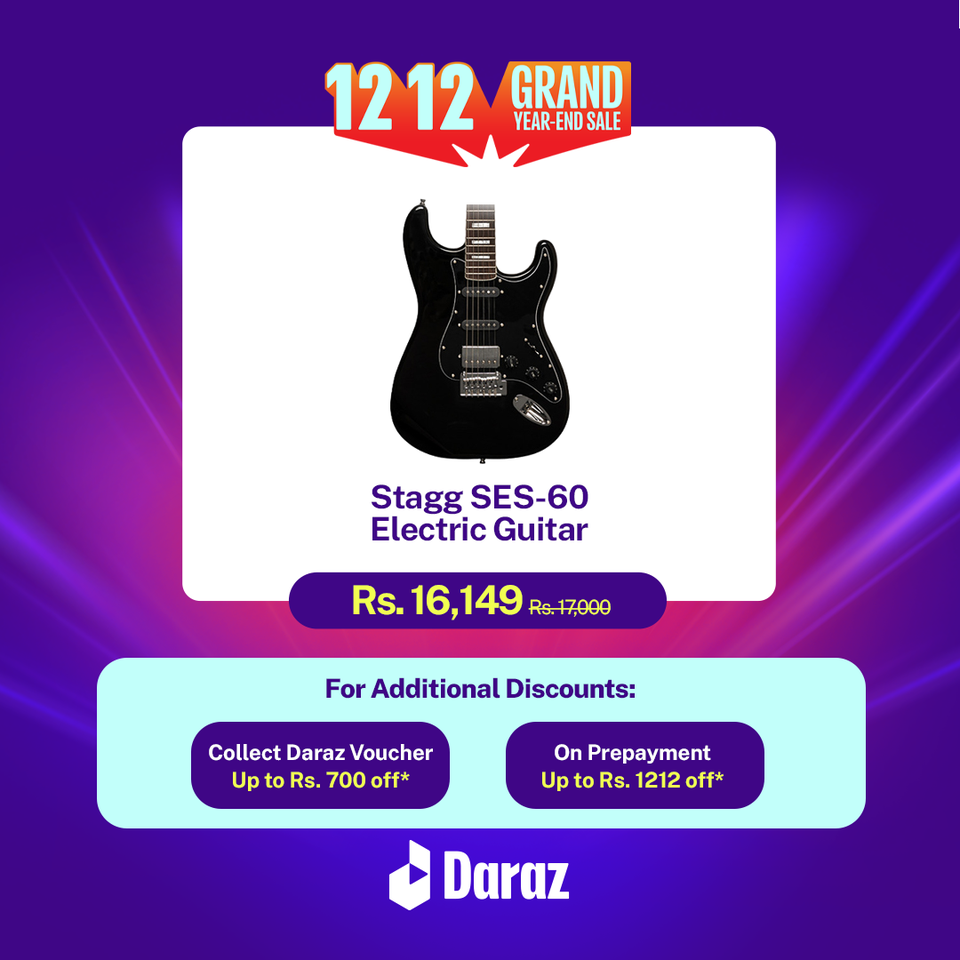 12 12 GRAND
YEAR-END SALE
Stagg SES-60
Electric Guitar
Rs. 16,149 Rs. 17,000
For Additional Discounts:
Collect Daraz Voucher
Up to Rs. 700 off*
On Prepayment
Up to Rs. 1212 off*
Daraz